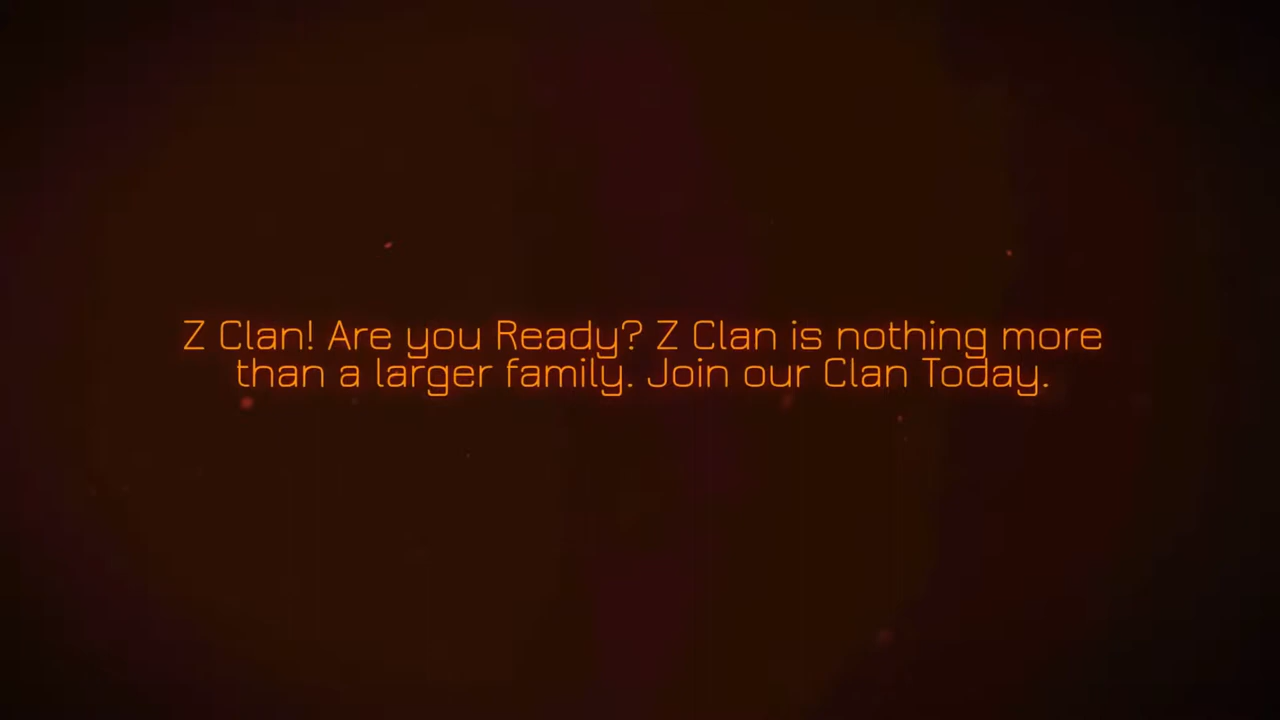 Z Clan! Are you Ready? Z Clan is nothing more
than a larger family. Join our Clan Today.